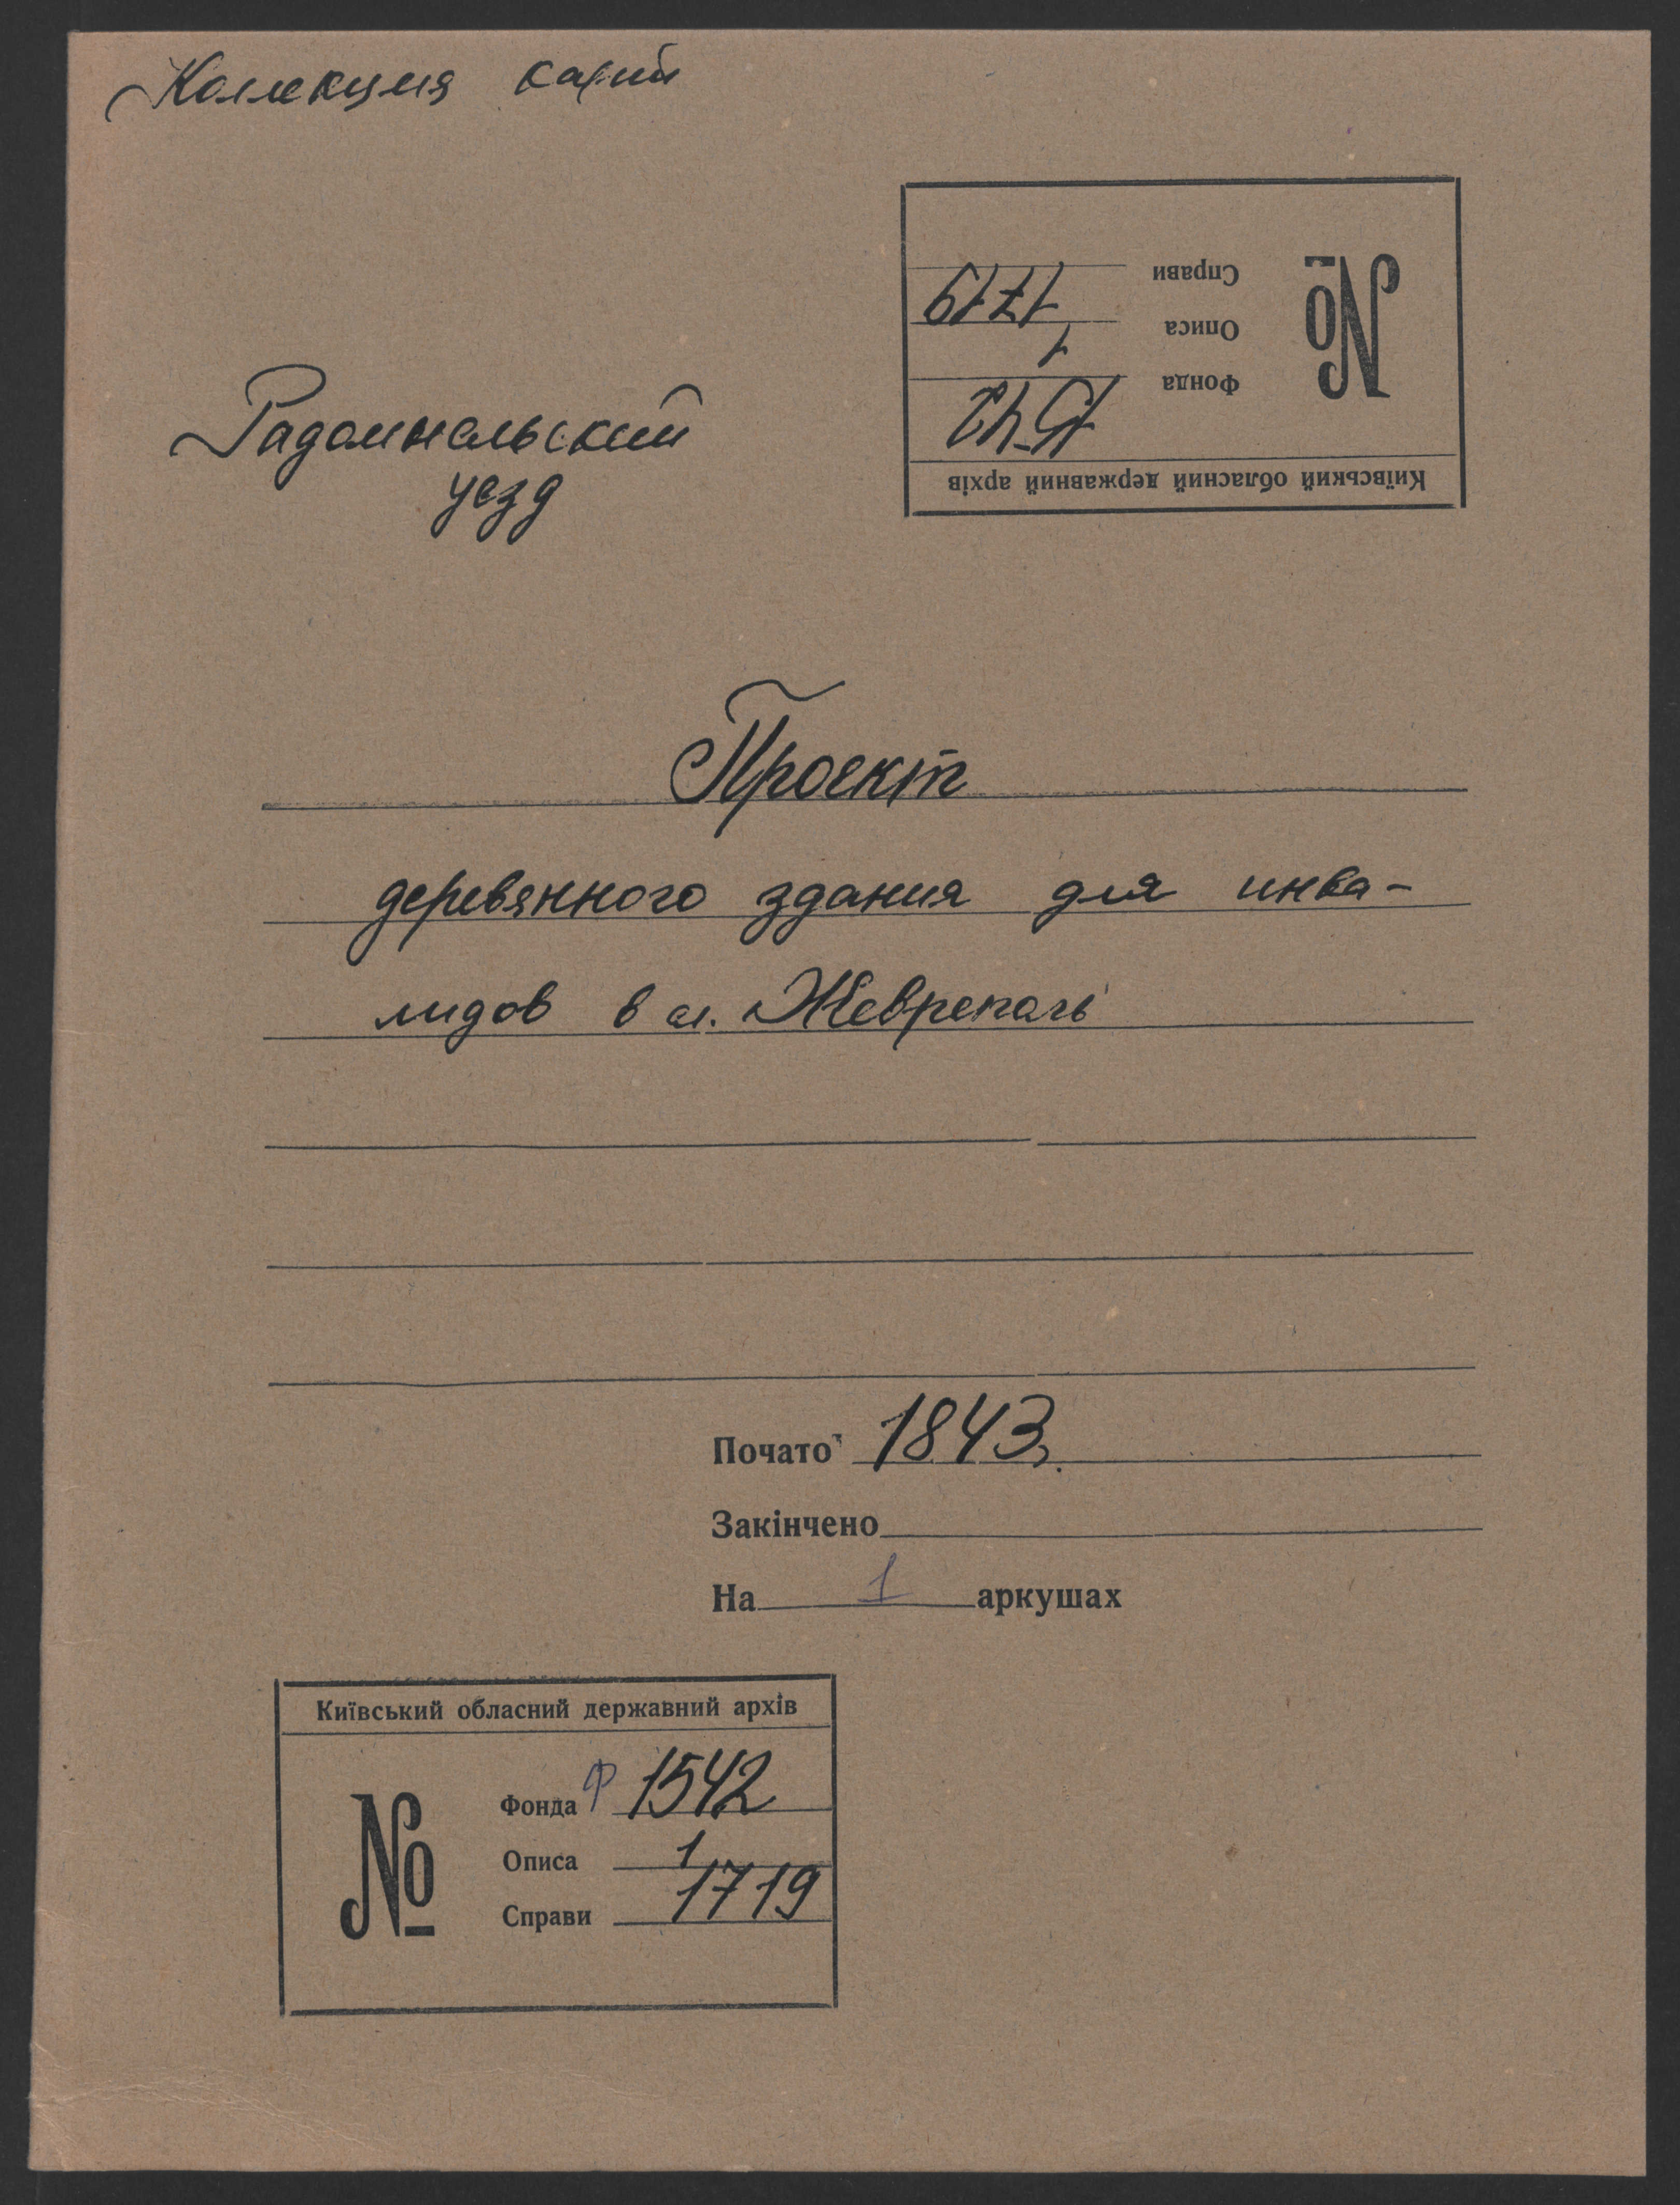 Коллекция карт
Київський обласний державний архів
№
Фонда 1542
Описа 1
Справи 1719
Радомысльский
уезд
Проект
деревянного здания для инва-
лидов в м.
Почато 1843.
Закінчено
На 1 аркушах
Київський обласний державний архів
№
Фонда Ф 1542
Описа 1
Справи 1719